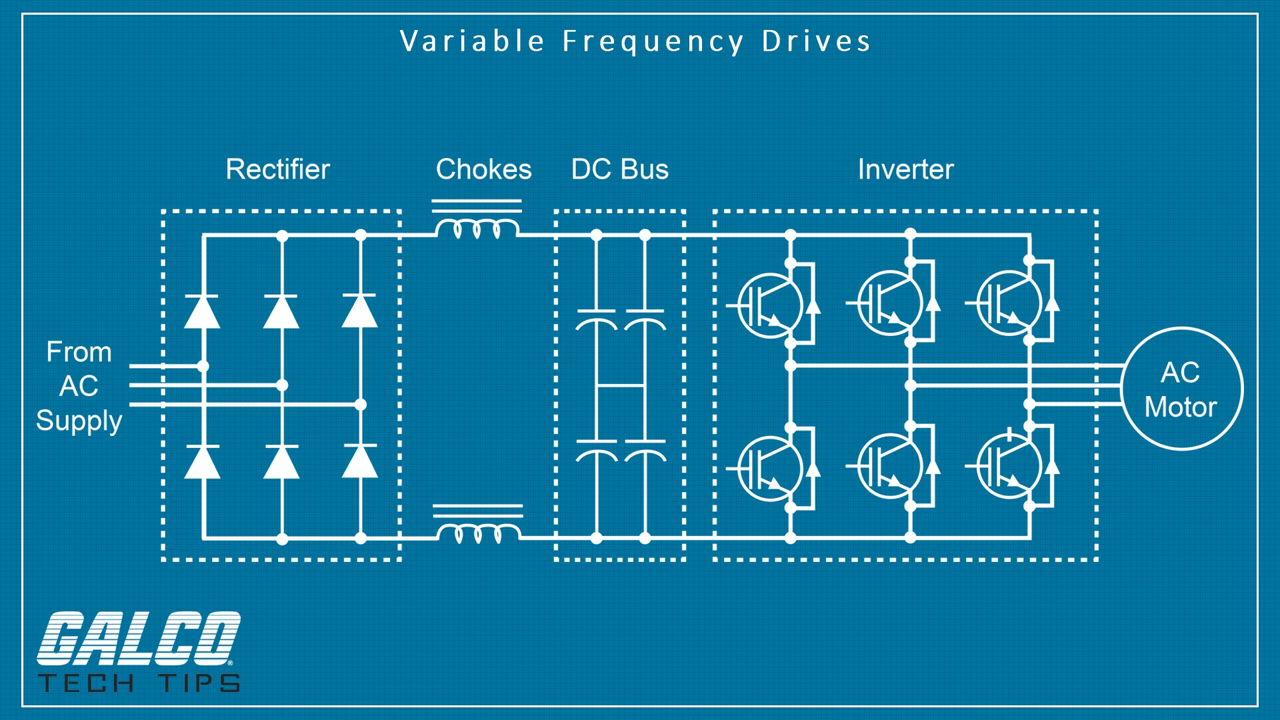 Variable Frequency Drives
Rectifier
Chokes
DC Bus
Inverter
From
AC
Supply
AC
Motor
GALCO
TECH TIPS